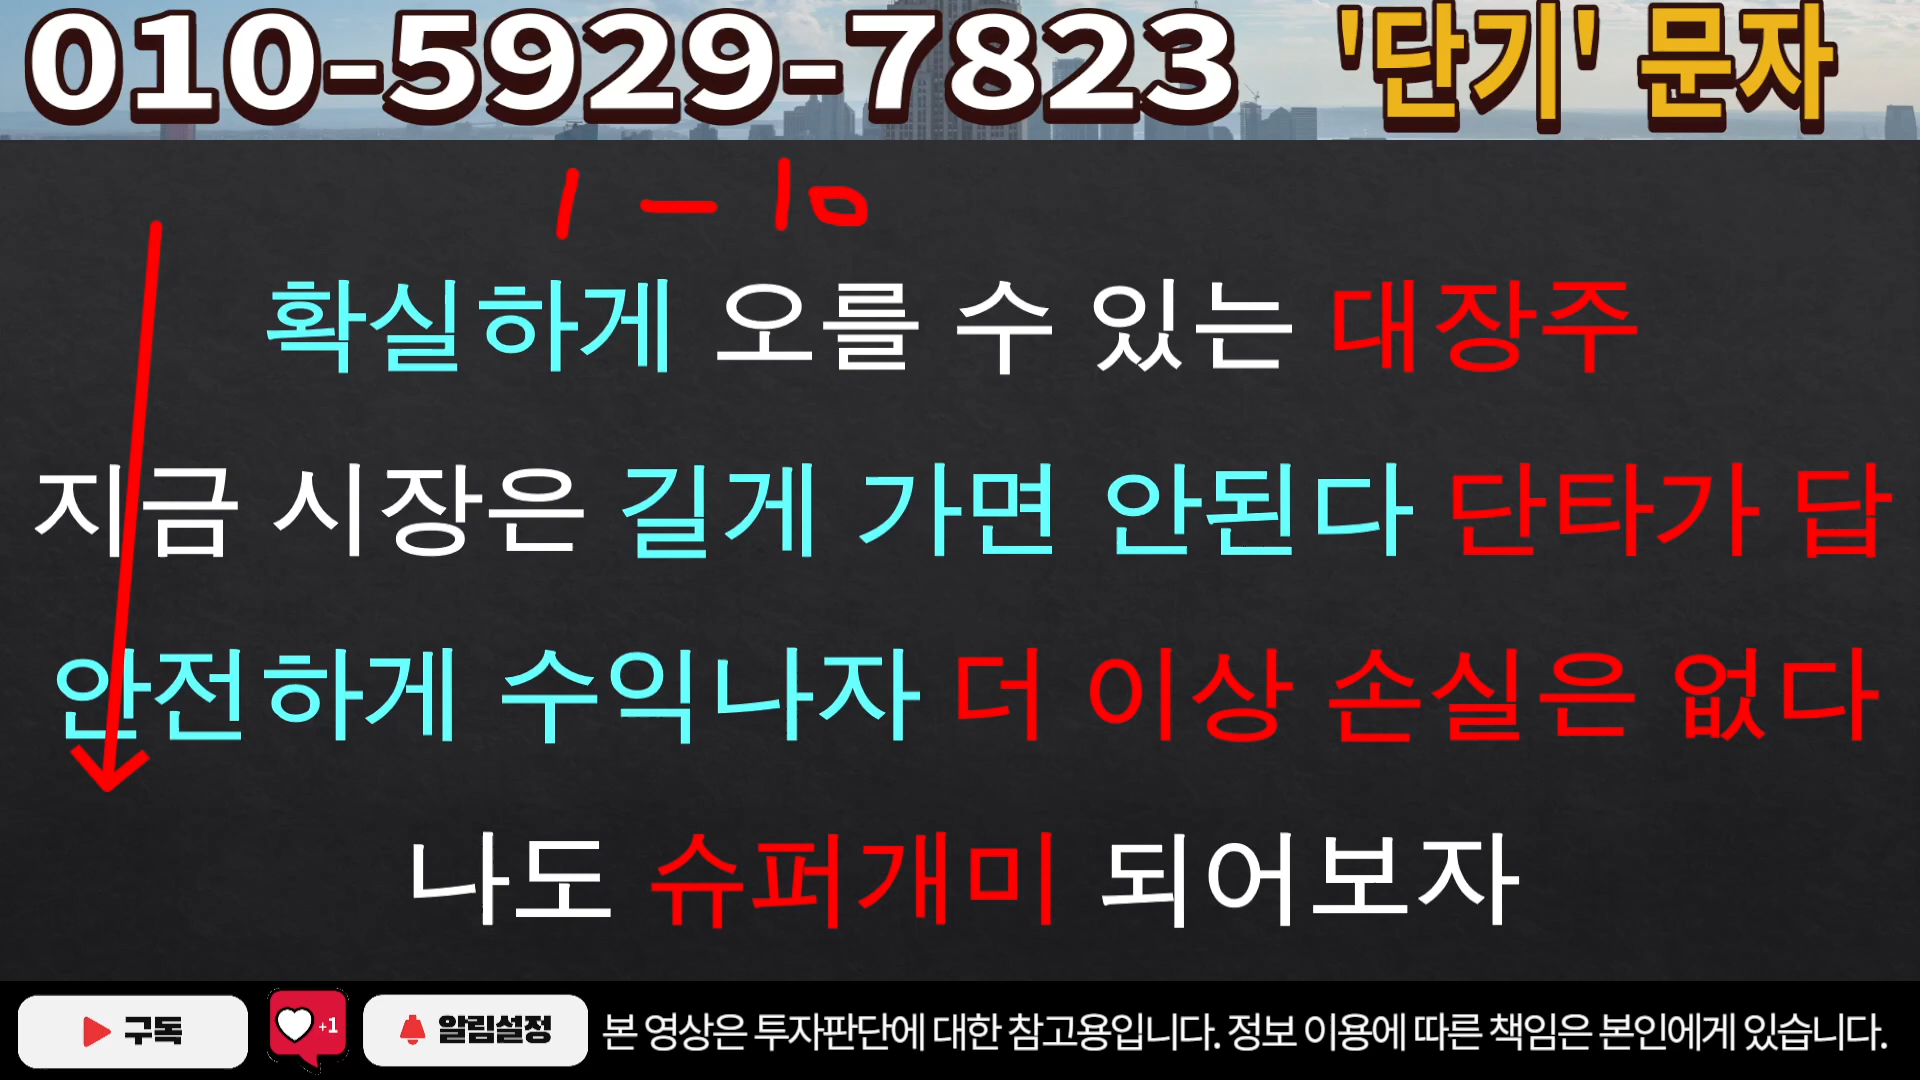 010-5929-7823 '단기' 문자
1 - 10
확실하게 오를 수 있는 대장주
지금 시장은 길게 가면 안된다 단타가 답
안전하게 수익나자 더 이상 손실은 없다
나도 슈퍼개미 되어보자
구독 +1 알림설정 본 영상은 투자판단에 대한 참고용입니다. 정보 이용에 따른 책임은 본인에게 있습니다.